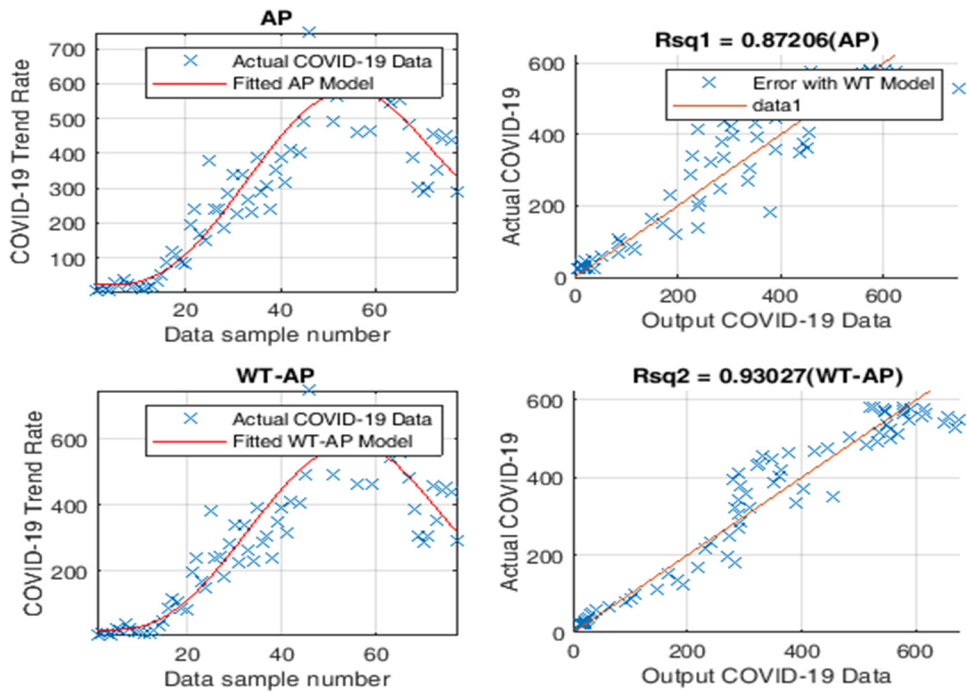 AP
Actual COVID-19 Data
Fitted AP Model
COVID-19 Trend Rate
700
600
500
400
300
200
100
20
40
60
Data sample number
Rsq1 = 0.87206(AP)
Error with WT Model
data1
Actual COVID-19
600
400
200
0
0
200
400
600
Output COVID-19 Data
WT-AP
Actual COVID-19 Data
Fitted WT-AP Model
COVID-19 Trend Rate
600
400
200
20
40
60
Data sample number
Rsq2 = 0.93027(WT-AP)
Actual COVID-19
600
400
200
0
0
200
400
600
Output COVID-19 Data